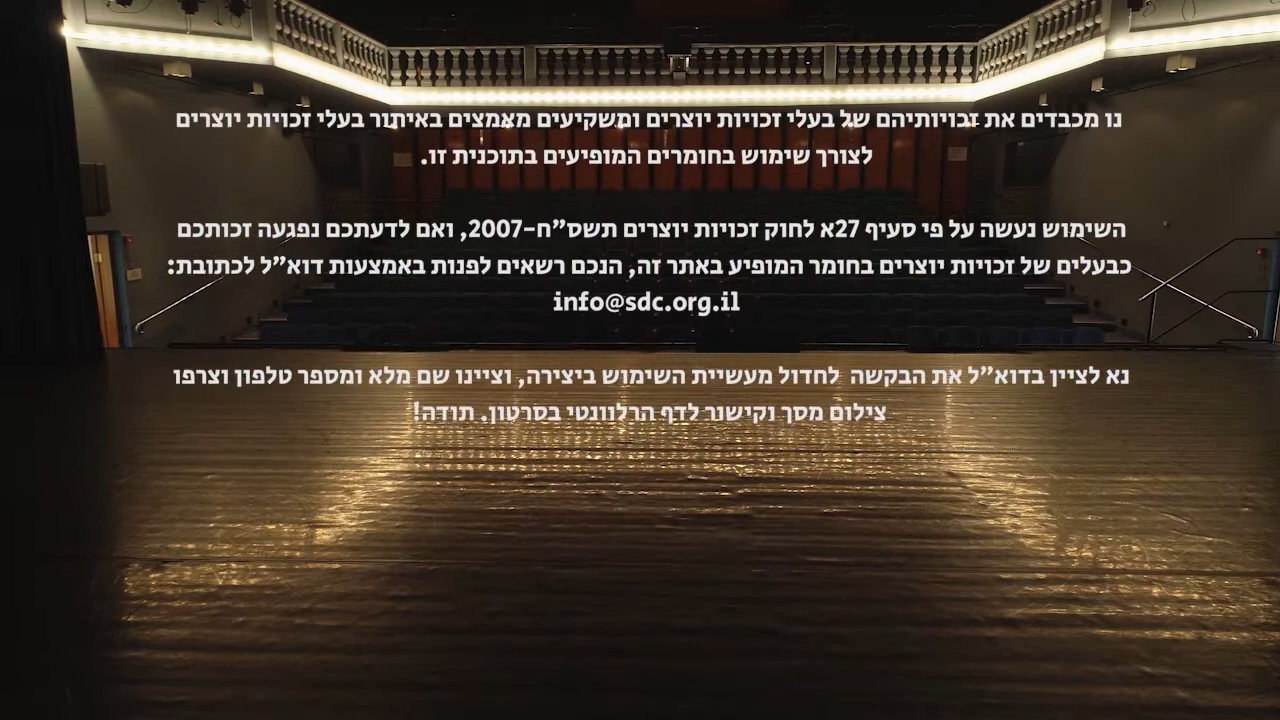 נו מכבדים את זכויותיהם של בעלי זכויות יוצרים ומשקיעים מאמצים באיתור בעלי זכויות יוצרים
לצורך שימוש בחומרים המופיעים בתוכנית זו.
השימוש נעשה על פי סעיף 27א לחוק זכויות יוצרים תשס"ח-2007, ואם לדעתכם נפגעה זכותכם
כבעלים של זכויות יוצרים בחומר המופיע באתר זה, הנכם רשאים לפנות באמצעות דוא"ל לכתובת:
info@sdc.org.il
נא לציין בדוא"ל את הבקשה לחדול מעשיית השימוש ביצירה, וציינו שם מלא ומספר טלפון וצרפו
צילום מסך וקישור לדף הרלוונטי בסרטון. תודה!